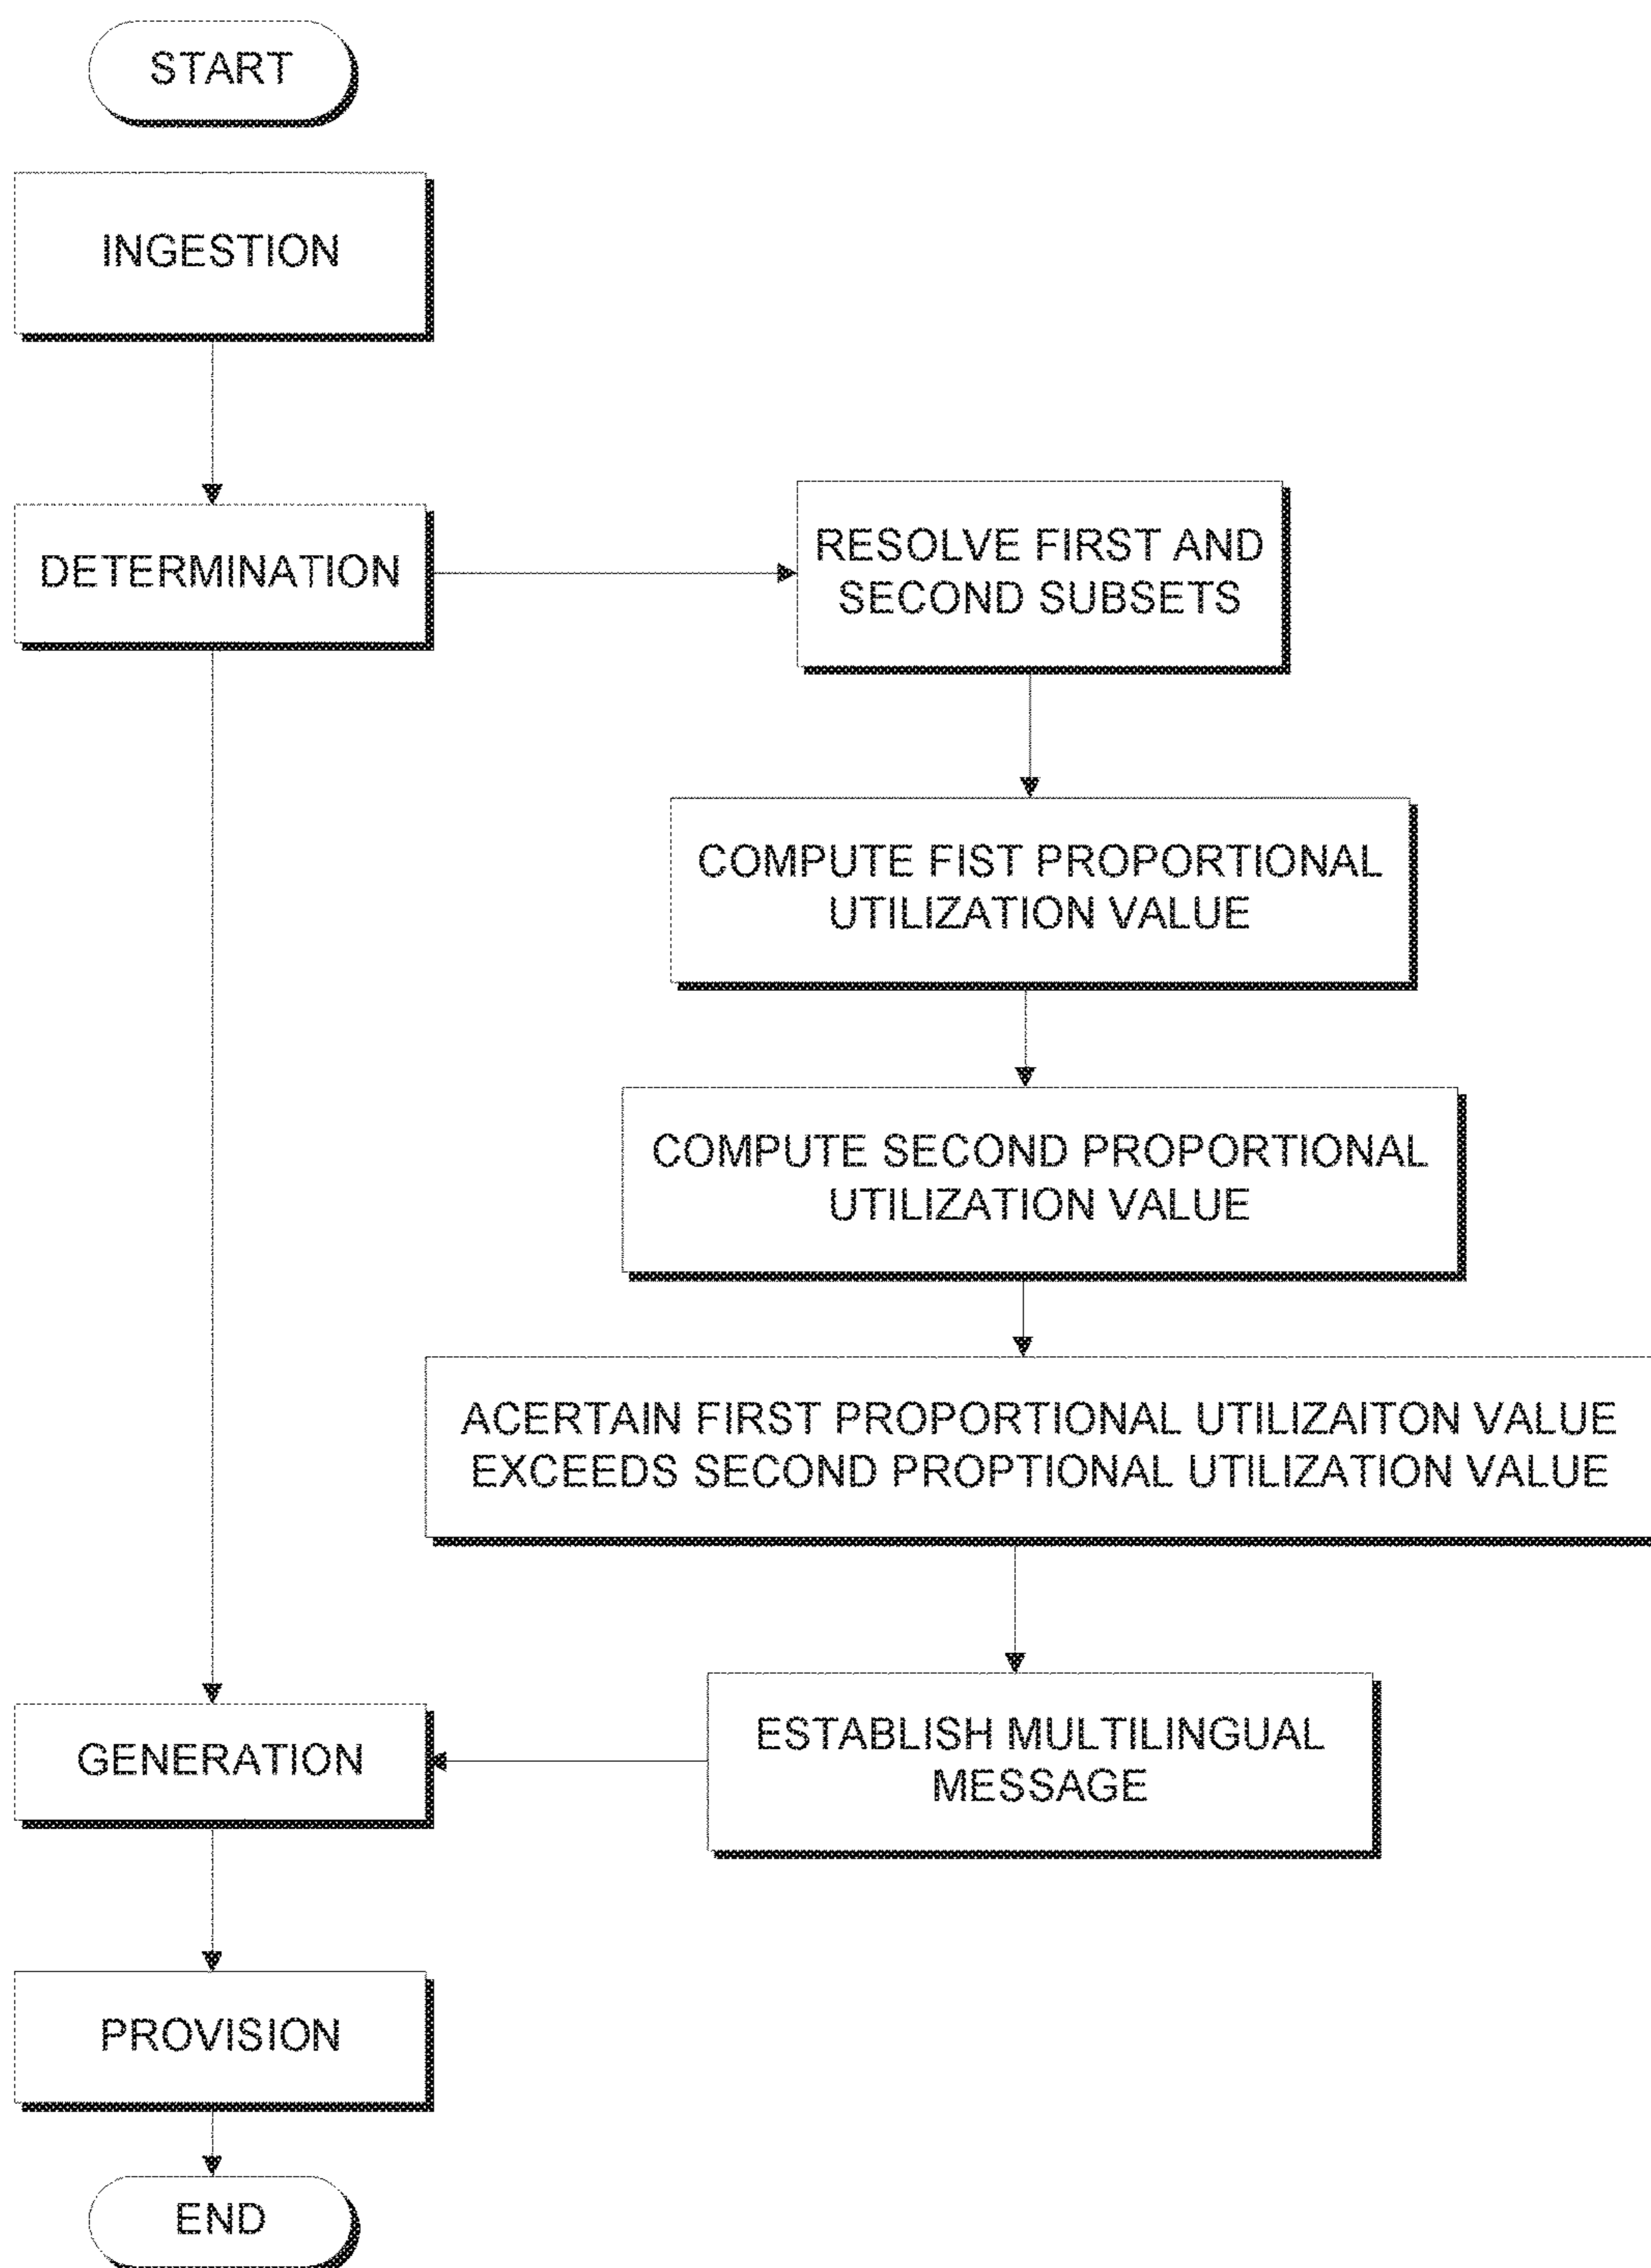 START
INGESTION
DETERMINATION
RESOLVE FIRST AND
SECOND SUBSETS
COMPUTE FIST PROPORTIONAL
UTILIZATION VALUE
COMPUTE SECOND PROPORTIONAL
UTILIZATION VALUE
ACERTAIN FIRST PROPORTIONAL UTILIZAITON VALUE
EXCEEDS SECOND PROPTIONAL UTILIZATION VALUE
ESTABLISH MULTILINGUAL
MESSAGE
GENERATION
PROVISION
END